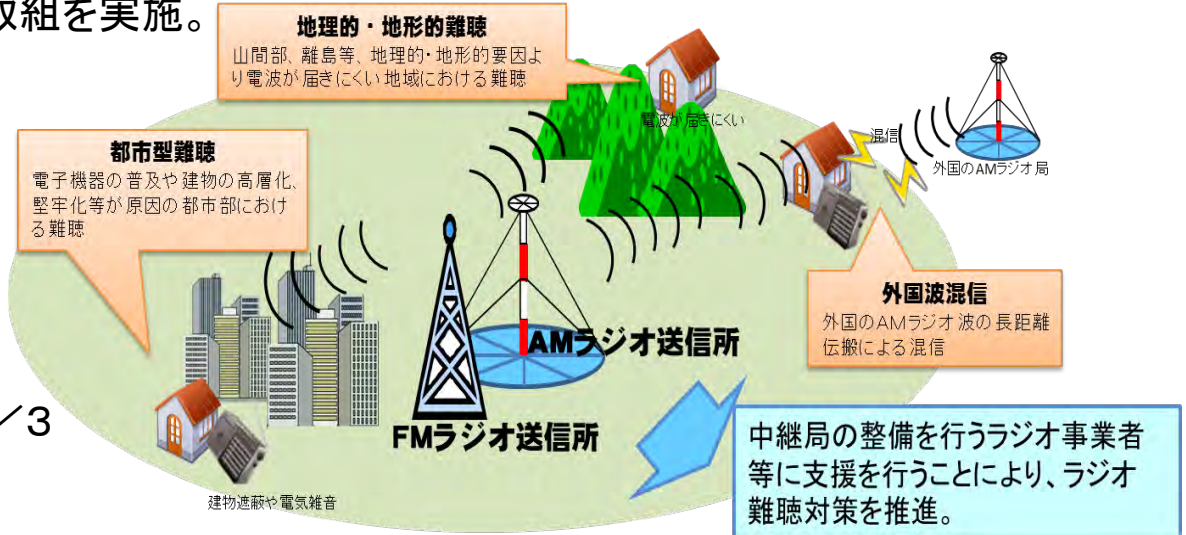 取組を実施。
地理的・地形的難聴
山間部、離島等、地理的・地形的要因よ
り電波が届きにくい地域における難聴
電波が届きにくい
混信
外国のAMラジオ局
都市型難聴
電子機器の普及や建物の高層化、
堅牢化等が原因の都市部におけ
る難聴
外国波混信
外国のAMラジオ波の長距離
伝搬による混信
AMラジオ送信所
FMラジオ送信所
／3
建物遮蔽や電気雑音
中継局の整備を行うラジオ事業者
等に支援を行うことにより、ラジオ
難聴対策を推進。